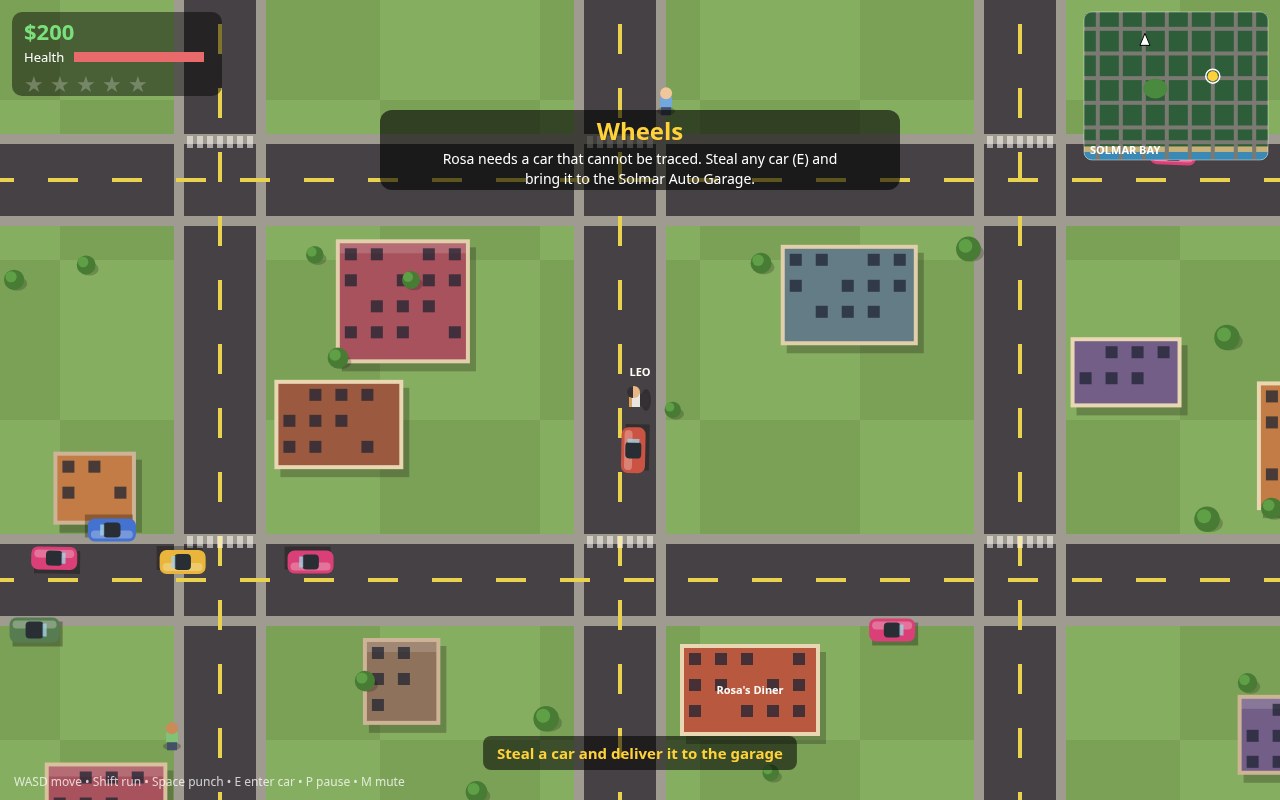 $200
Health
SOLMAR BAY
Wheels
Rosa needs a car that cannot be traced. Steal any car (E) and
bring it to the Solmar Auto Garage.
LEO
Rosa's Diner
Steal a car and deliver it to the garage
WASD move • Shift run • Space punch • E enter car • P pause • M mute